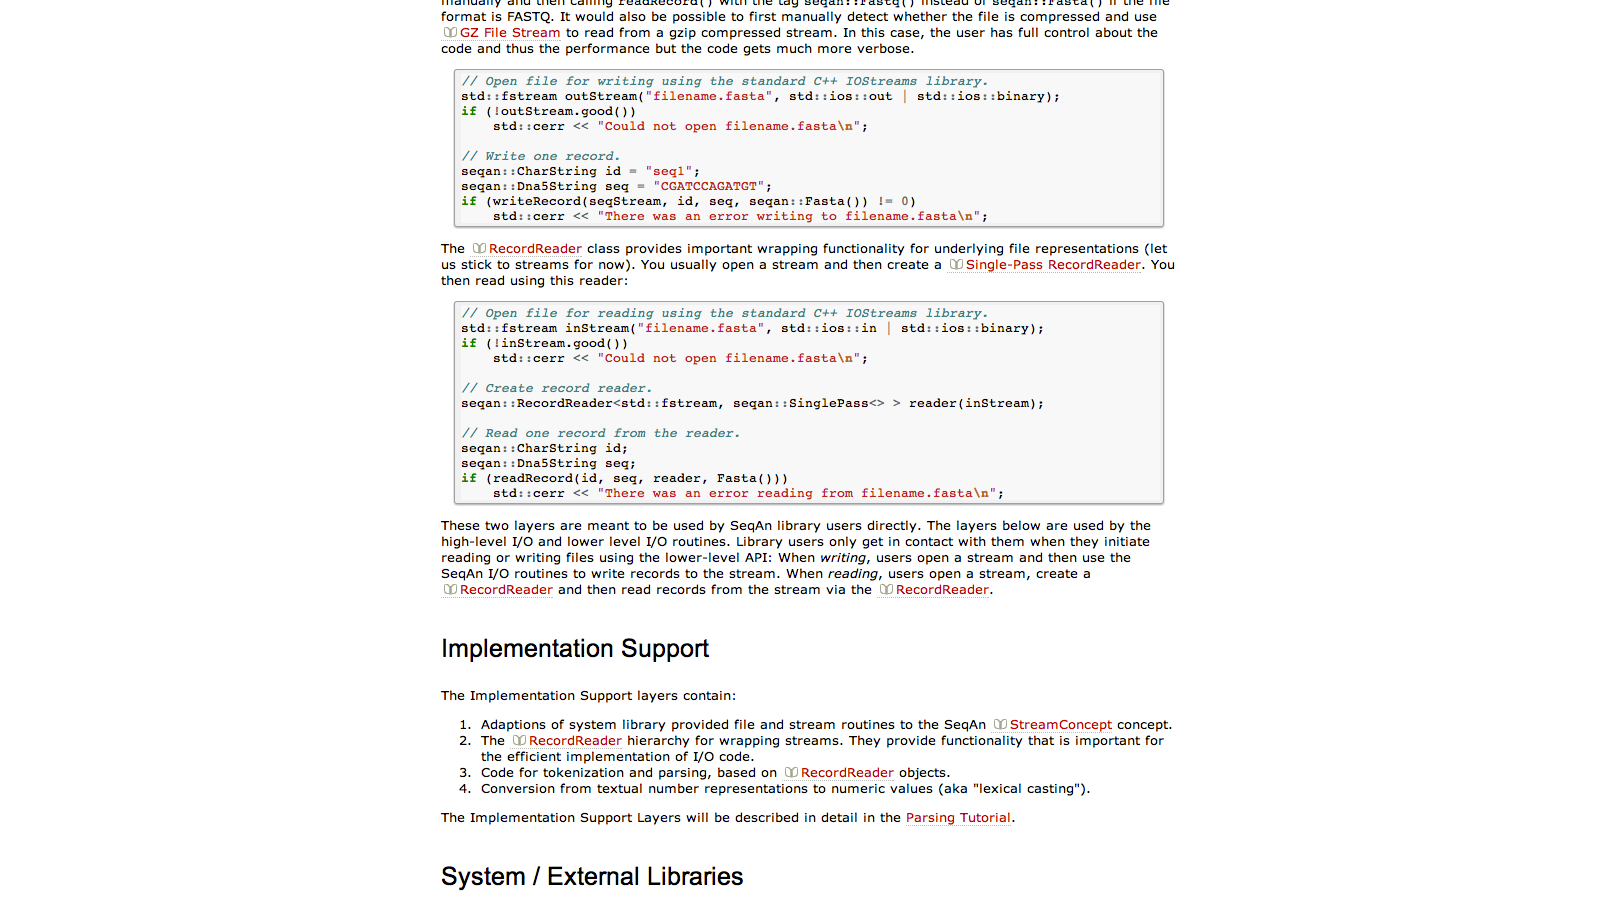 manually and then calling readRecord() with the tag seqan::Fastq() instead of seqan::Fasta() if the file
format is FASTQ. It would also be possible to first manually detect whether the file is compressed and use
GZ File Stream to read from a gzip compressed stream. In this case, the user has full control about the
code and thus the performance but the code gets much more verbose.
// Open file for writing using the standard C++ IOStreams library.
std::fstream outStream("filename.fasta", std::ios::out | std::ios::binary);
if (!outStream.good())
    std::cerr << "Could not open filename.fasta\n";
// Write one record.
seqan::CharString id = "seq1";
seqan::Dna5String seq = "CGATCCAGATGT";
if (writeRecord(seqStream, id, seq, seqan::Fasta()) != 0)
    std::cerr << "There was an error writing to filename.fasta\n";
The RecordReader class provides important wrapping functionality for underlying file representations (let
us stick to streams for now). You usually open a stream and then create a Single-Pass RecordReader. You
then read using this reader:
// Open file for reading using the standard C++ IOStreams library.
std::fstream inStream("filename.fasta", std::ios::in | std::ios::binary);
if (!inStream.good())
    std::cerr << "Could not open filename.fasta\n";
// Create record reader.
seqan::RecordReader<std::fstream, seqan::SinglePass<> > reader(inStream);
// Read one record from the reader.
seqan::CharString id;
seqan::Dna5String seq;
if (readRecord(id, seq, reader, Fasta()))
    std::cerr << "There was an error reading from filename.fasta\n";
These two layers are meant to be used by SeqAn library users directly. The layers below are used by the
high-level I/O and lower level I/O routines. Library users only get in contact with them when they initiate
reading or writing files using the lower-level API: When writing, users open a stream and then use the
SeqAn I/O routines to write records to the stream. When reading, users open a stream, create a
RecordReader and then read records from the stream via the RecordReader.
Implementation Support
The Implementation Support layers contain:
1. Adaptions of system library provided file and stream routines to the SeqAn StreamConcept concept.
2. The RecordReader hierarchy for wrapping streams. They provide functionality that is important for
the efficient implementation of I/O code.
3. Code for tokenization and parsing, based on RecordReader objects.
4. Conversion from textual number representations to numeric values (aka "lexical casting").
The Implementation Support Layers will be described in detail in the Parsing Tutorial.
System / External Libraries